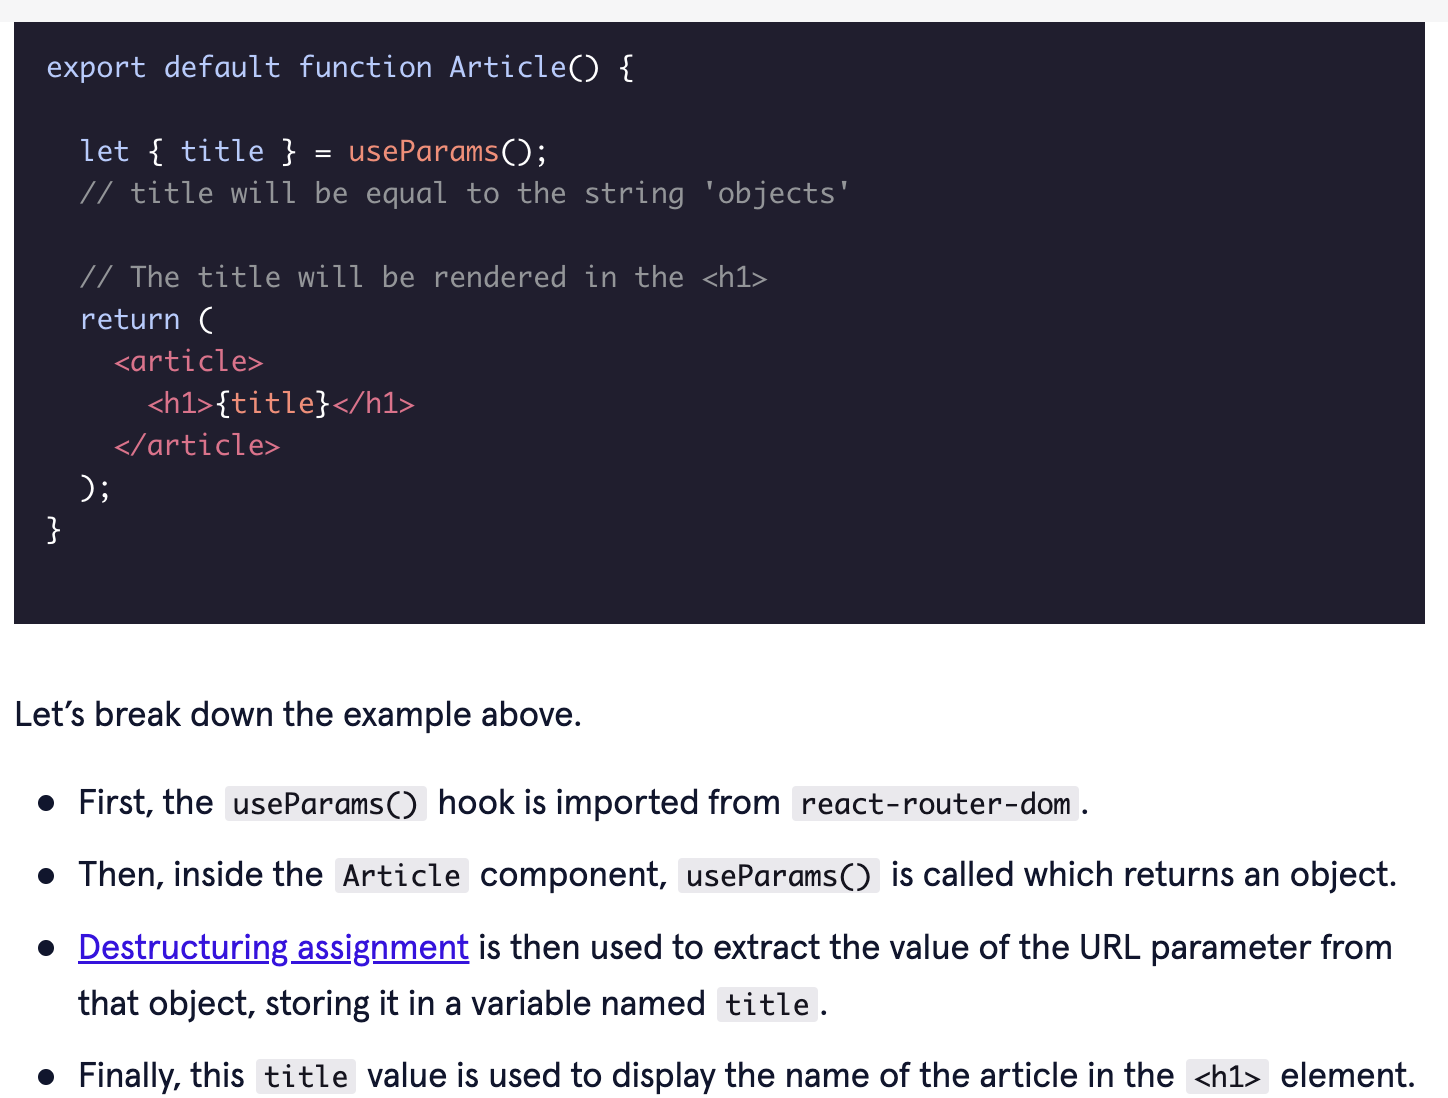 export default function Article() {
let { title } = useParams();
// title will be equal to the string 'objects'
// The title will be rendered in the <h1>
return (
<article>
<h1>{title}</h1>
</article>
);
}
Let’s break down the example above.
● First, the useParams() hook is imported from react-router-dom.
● Then, inside the Article component, useParams() is called which returns an object.
● Destructuring assignment is then used to extract the value of the URL parameter from
that object, storing it in a variable named title.
● Finally, this title value is used to display the name of the article in the <h1> element.